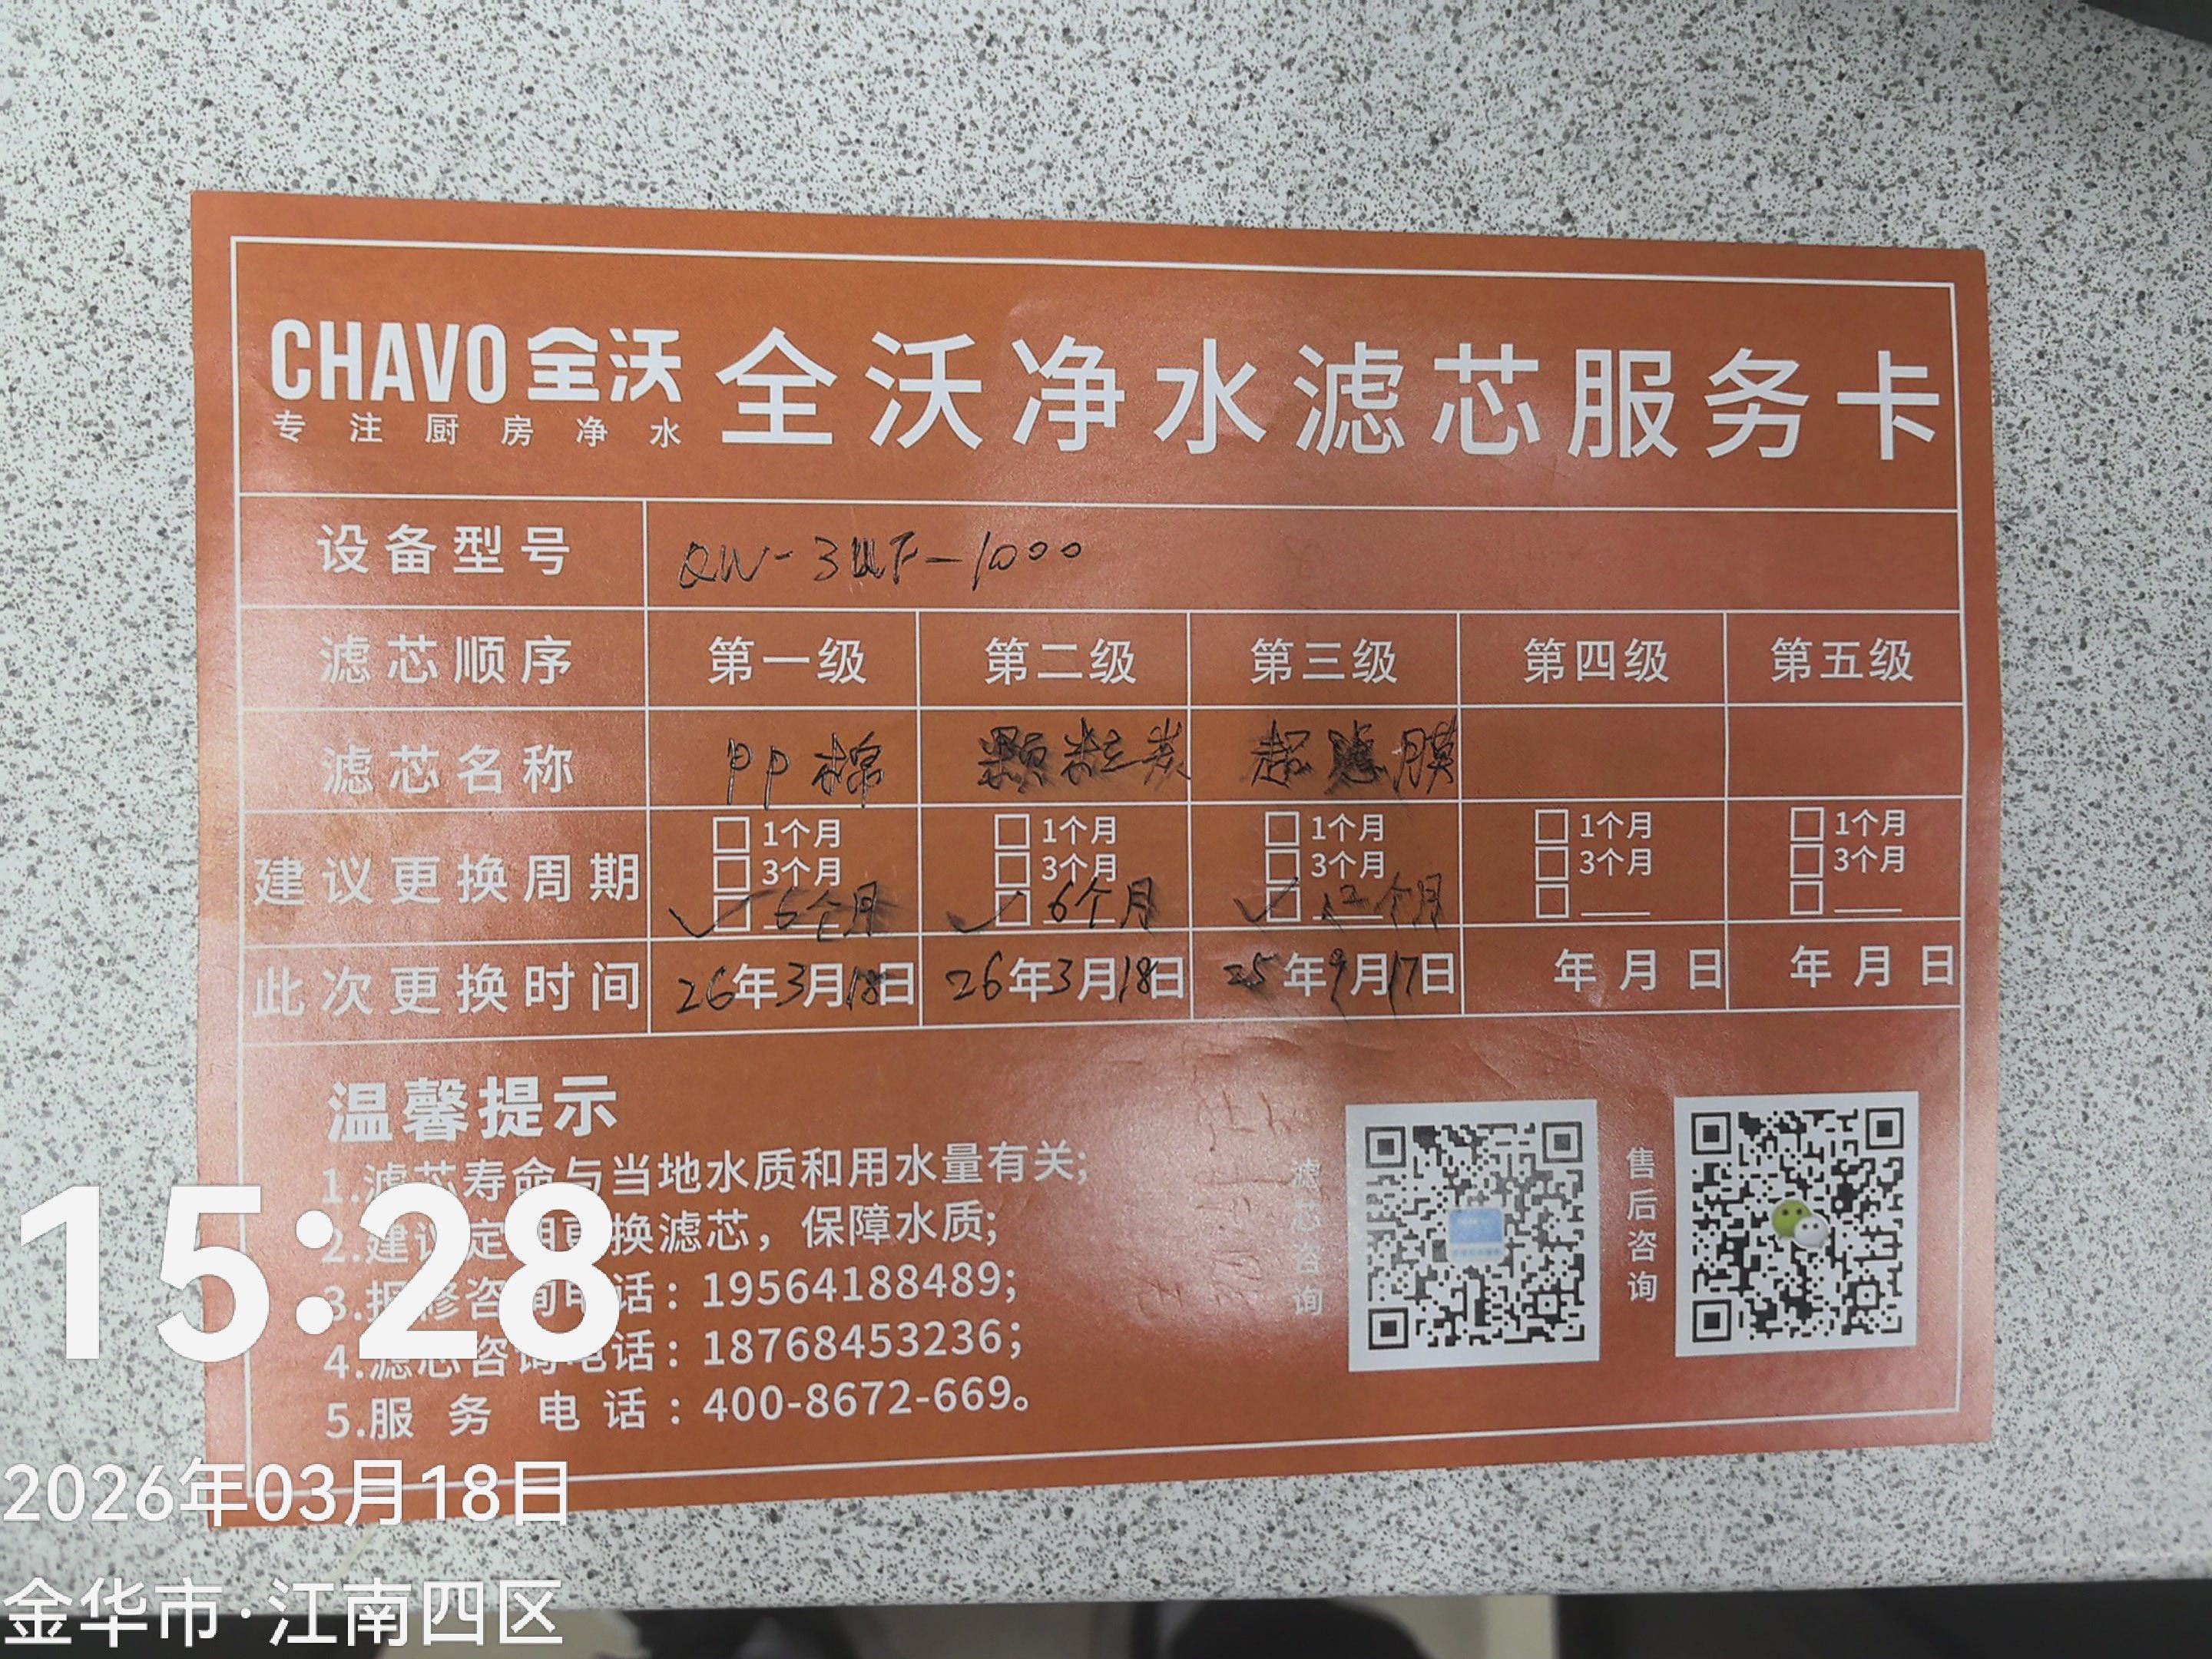 CHAVO 全沃
专注厨房净水
全沃净水滤芯服务卡
设备型号 QW-3UF-1000
滤芯顺序 第一级 第二级 第三级 第四级 第五级
滤芯名称 PP棉 颗粒炭 超滤膜
建议更换周期
□1个月 □1个月 □1个月 □1个月 □1个月
□3个月 □3个月 □3个月 □3个月 □3个月
✓□6个月 ✓□6个月 ✓□12个月 □___ □___
此次更换时间 26年3月18日 26年3月18日 25年9月17日 年月日 年月日
温馨提示
1.滤芯寿命与当地水质和用水量有关;
2.建议定期更换滤芯，保障水质;
3.报修咨询电话：19564188489;
4.滤芯咨询电话：18768453236;
5.服务电话：400-8672-669。
滤芯咨询
售后咨询
15:28
2026年03月18日
金华市·江南四区